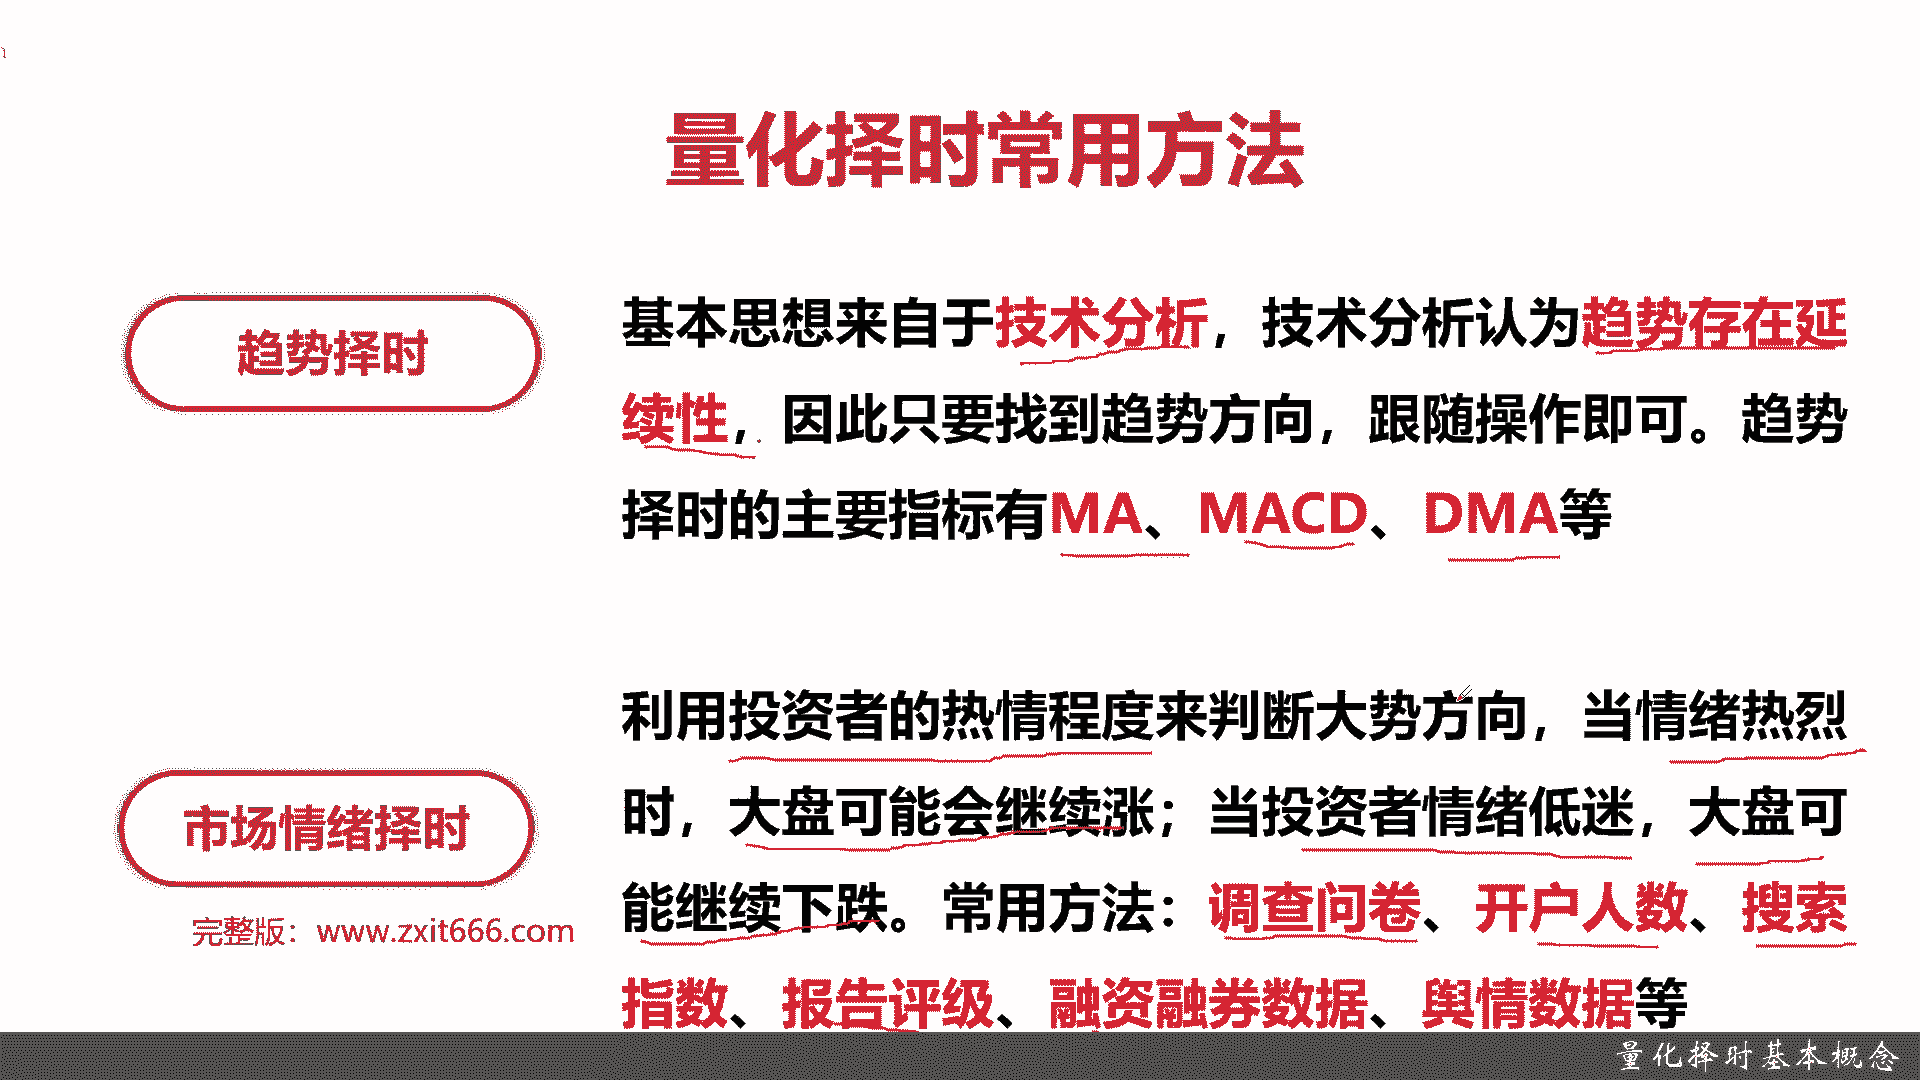 量化择时常用方法
趋势择时
基本思想来自于技术分析，技术分析认为趋势存在延
续性，因此只要找到趋势方向，跟随操作即可。趋势
择时的主要指标有MA、MACD、DMA等
市场情绪择时
完整版：www.zxit666.com
利用投资者的热情程度来判断大势方向，当情绪热烈
时，大盘可能会继续涨；当投资者情绪低迷，大盘可
能继续下跌。常用方法：调查问卷、开户人数、搜索
指数、报告评级、融资融券数据、舆情数据等
量化择时基本概念